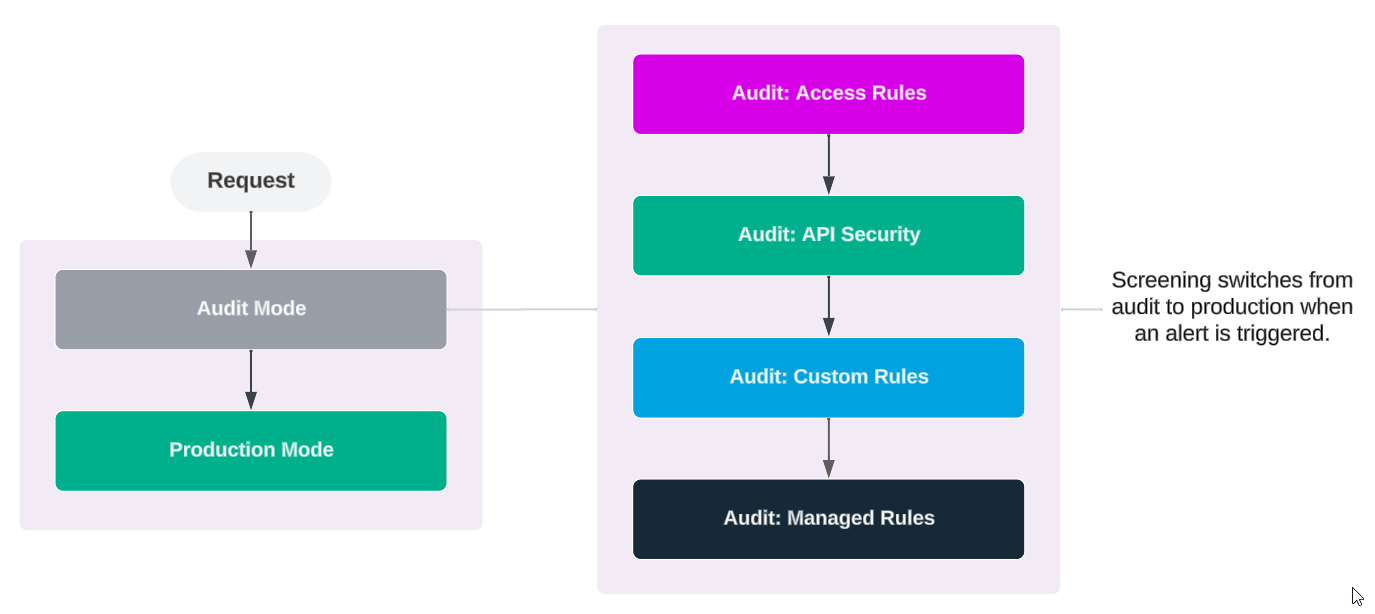 Request
Audit Mode
Production Mode
Audit: Access Rules
Audit: API Security
Audit: Custom Rules
Audit: Managed Rules
Screening switches from
audit to production when
an alert is triggered.